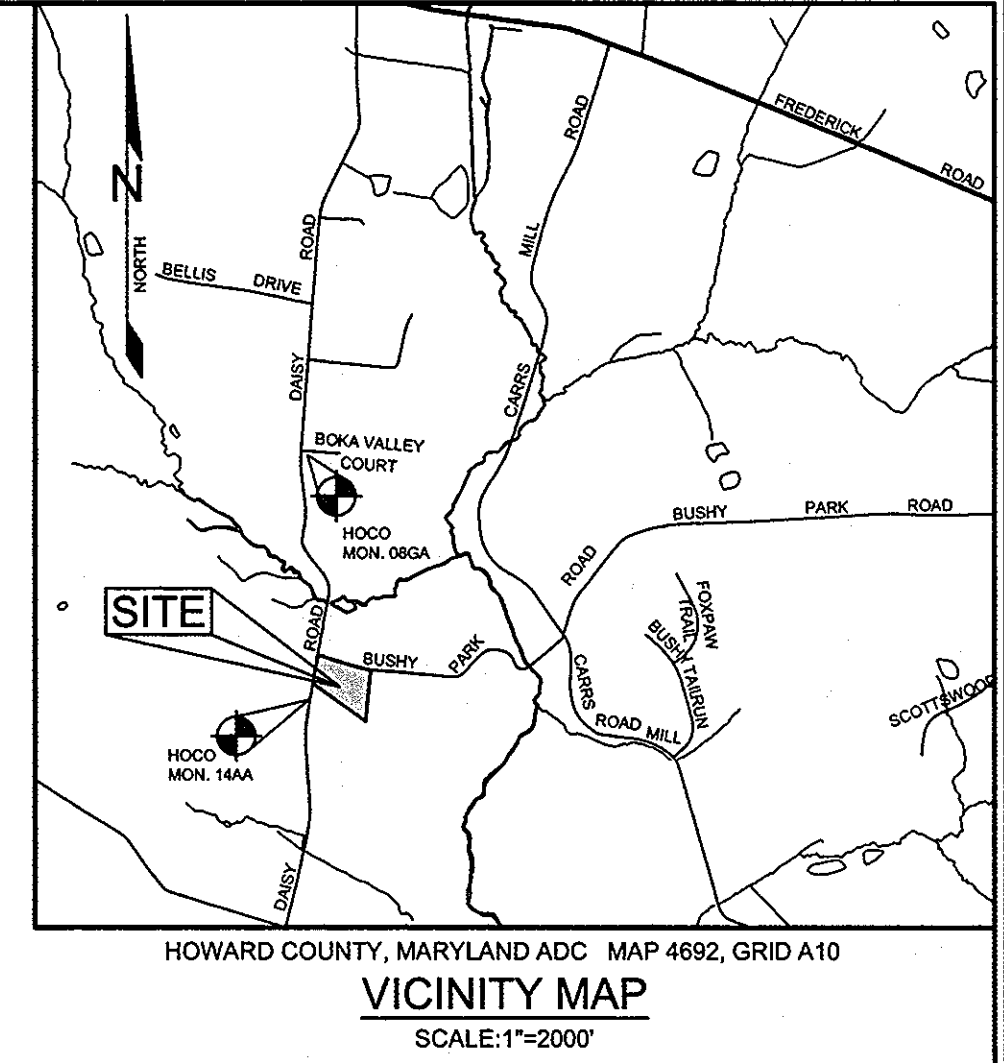 FREDERICK
ROAD
ROAD
MILL
CARRS
N
NORTH
ROAD
BELLIS DRIVE
DAISY
BOKA VALLEY
COURT
HOCO
MON. 08GA
BUSHY PARK ROAD
ROAD
FOXPAW
TRAIL
BUSHY TAILRUN
SITE
ROAD
BUSHY PARK
CARRS
ROAD MILL
SCOTTSWOOD
HOCO
MON. 14AA
DAISY
HOWARD COUNTY, MARYLAND ADC MAP 4692, GRID A10
VICINITY MAP
SCALE:1"=2000'